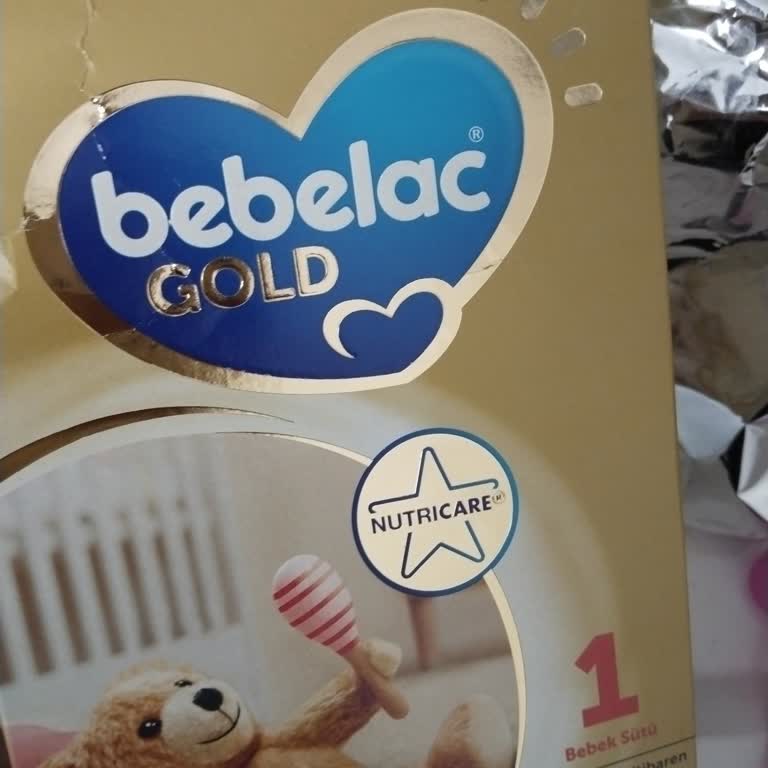 bebelac®
GOLD
NUTRICARE
1
Bebek Sütü